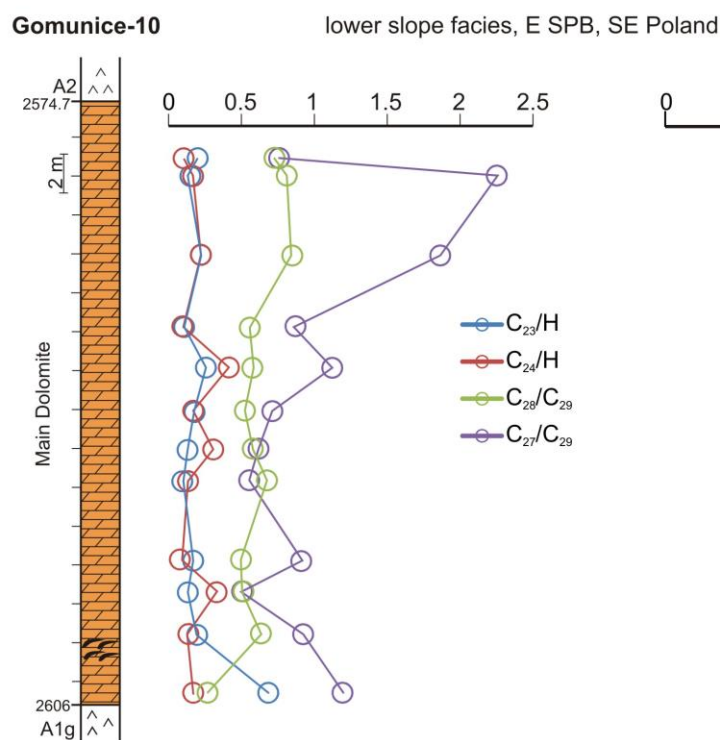 Gomunice-10 lower slope facies, E SPB, SE Poland
A2
2574.7
0 0.5 1 1.5 2 2.5 0
2 m
C₂₃/H
C₂₄/H
C₂₈/C₂₉
C₂₇/C₂₉
Main Dolomite
2606
A1g